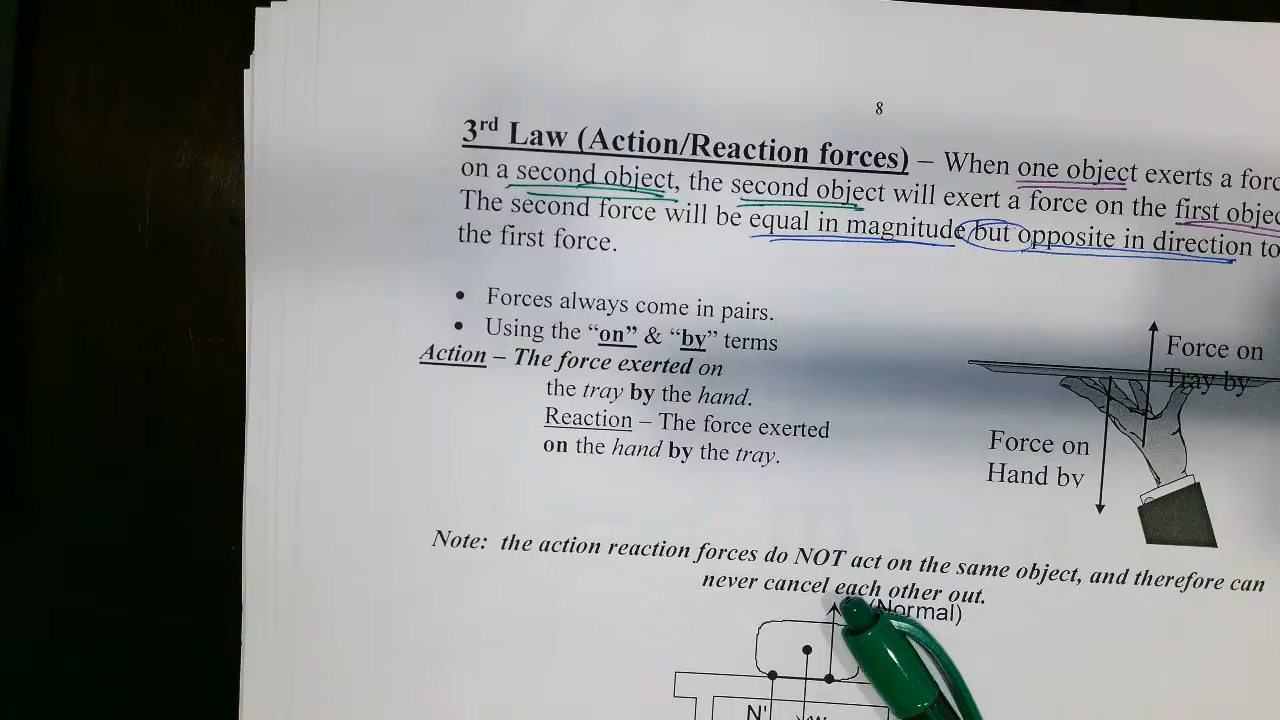 8
3rd Law (Action/Reaction forces) – When one object exerts a forc
on a second object, the second object will exert a force on the first objec
The second force will be equal in magnitude but opposite in direction to
the first force.
• Forces always come in pairs.
• Using the “on” & “by” terms
Action – The force exerted on
the tray by the hand.
Reaction – The force exerted
on the hand by the tray.
Force on
Tray by
Force on
Hand by
Note: the action reaction forces do NOT act on the same object, and therefore can
never cancel each other out.
(Normal)
N'